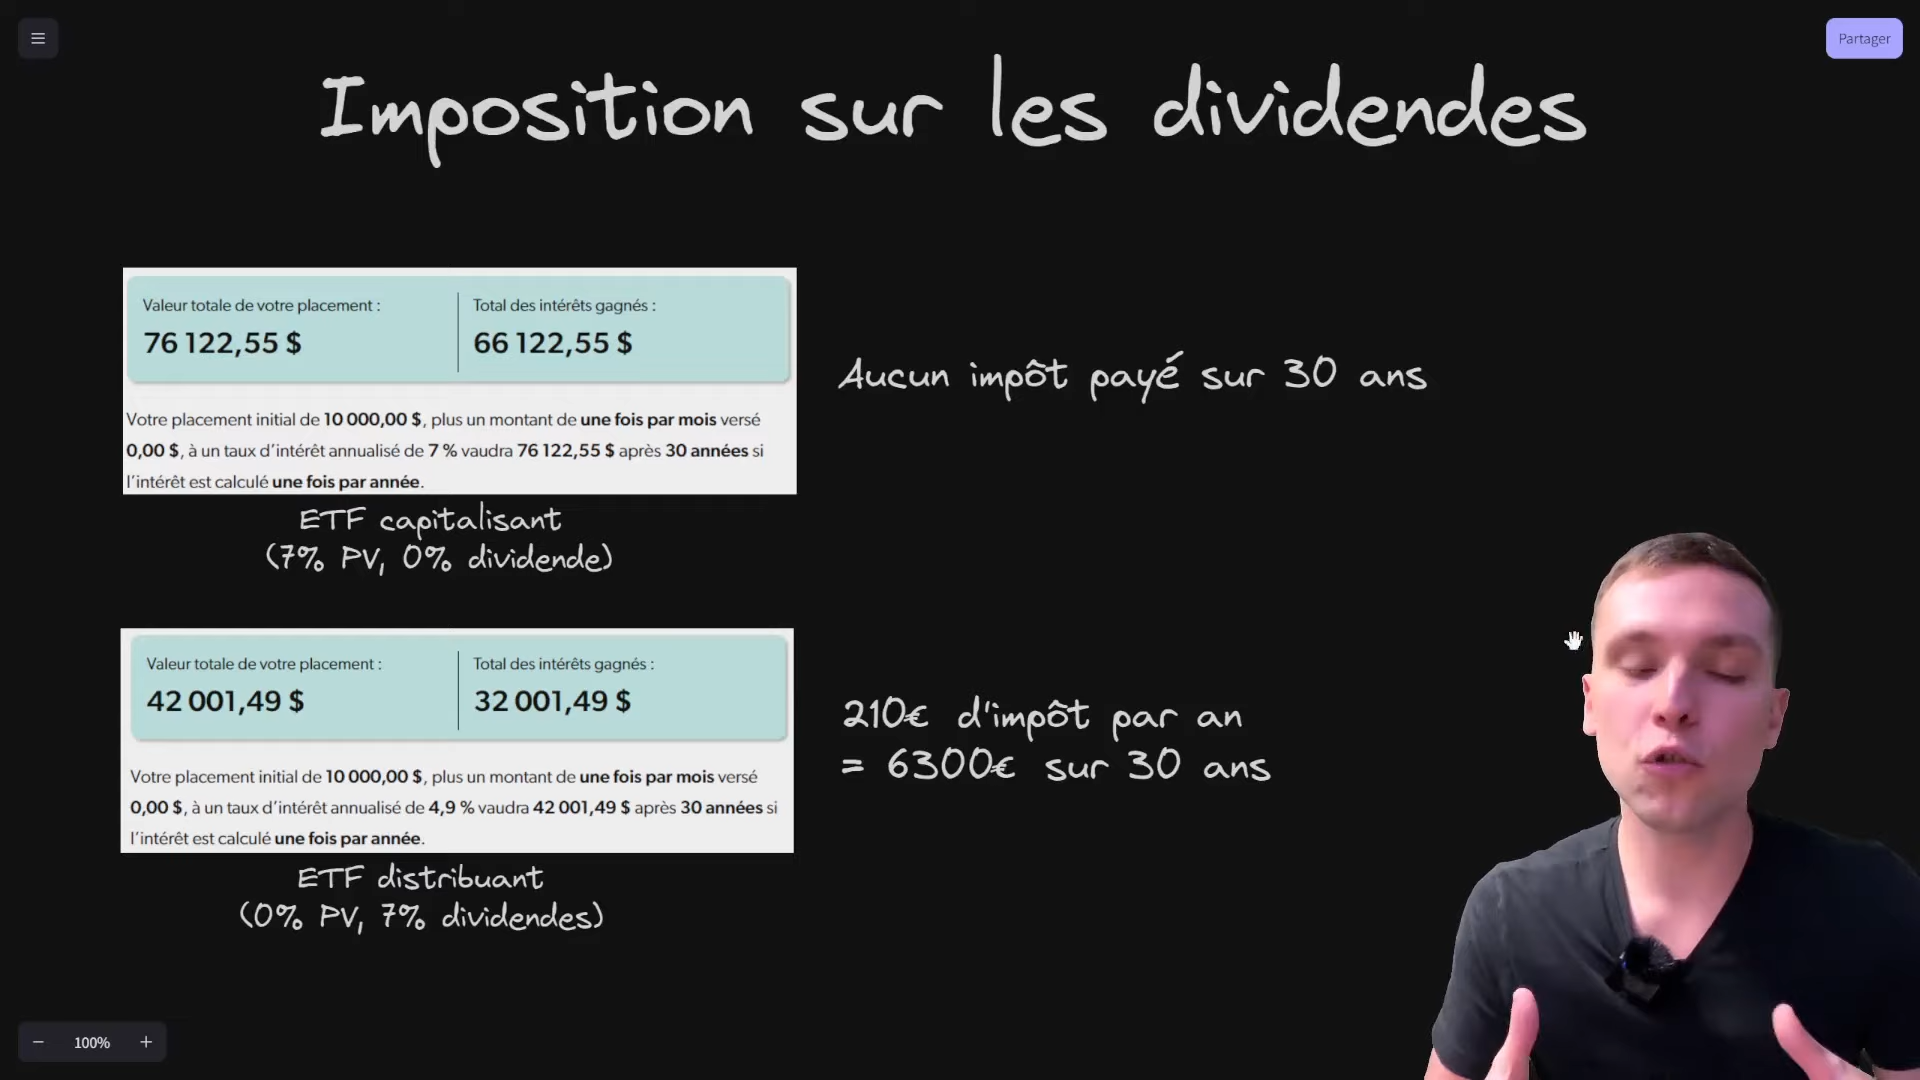 Partager
Imposition sur les dividendes
Valeur totale de votre placement :
76 122,55 $
Total des intérêts gagnés :
66 122,55 $
Votre placement initial de 10 000,00 $, plus un montant de une fois par mois versé
0,00 $, à un taux d'intérêt annualisé de 7 % vaudra 76 122,55 $ après 30 années si
l'intérêt est calculé une fois par année.
ETF capitalisant
(7% PV, 0% dividende)
Aucun impôt payé sur 30 ans
Valeur totale de votre placement :
42 001,49 $
Total des intérêts gagnés :
32 001,49 $
Votre placement initial de 10 000,00 $, plus un montant de une fois par mois versé
0,00 $, à un taux d'intérêt annualisé de 4,9 % vaudra 42 001,49 $ après 30 années si
l'intérêt est calculé une fois par année.
ETF distribuant
(0% PV, 7% dividendes)
210€ d'impôt par an
= 6300€ sur 30 ans
100%